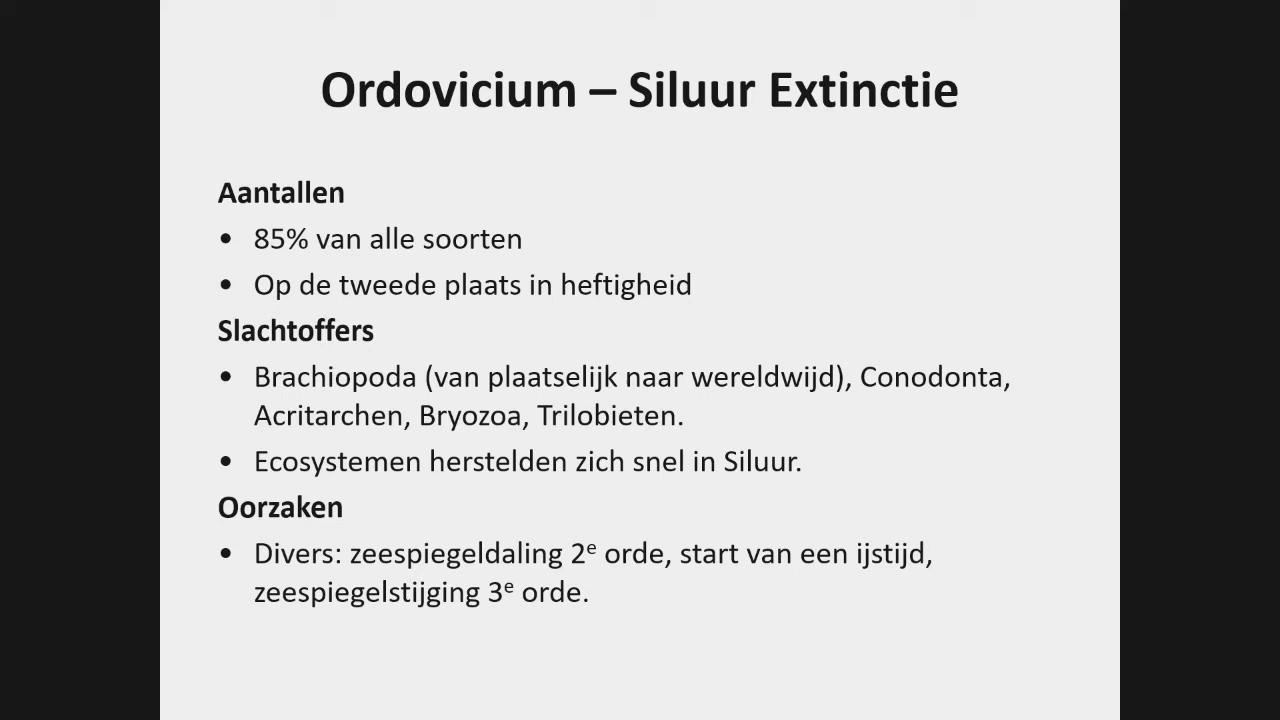 Ordovicium – Siluur Extinctie
Aantallen
• 85% van alle soorten
• Op de tweede plaats in heftigheid
Slachtoffers
• Brachiopoda (van plaatselijk naar wereldwijd), Conodonta,
Acritarchen, Bryozoa, Trilobieten.
• Ecosystemen herstelden zich snel in Siluur.
Oorzaken
• Divers: zeespiegeldaling 2ᵉ orde, start van een ijstijd,
zeespiegelstijging 3ᵉ orde.